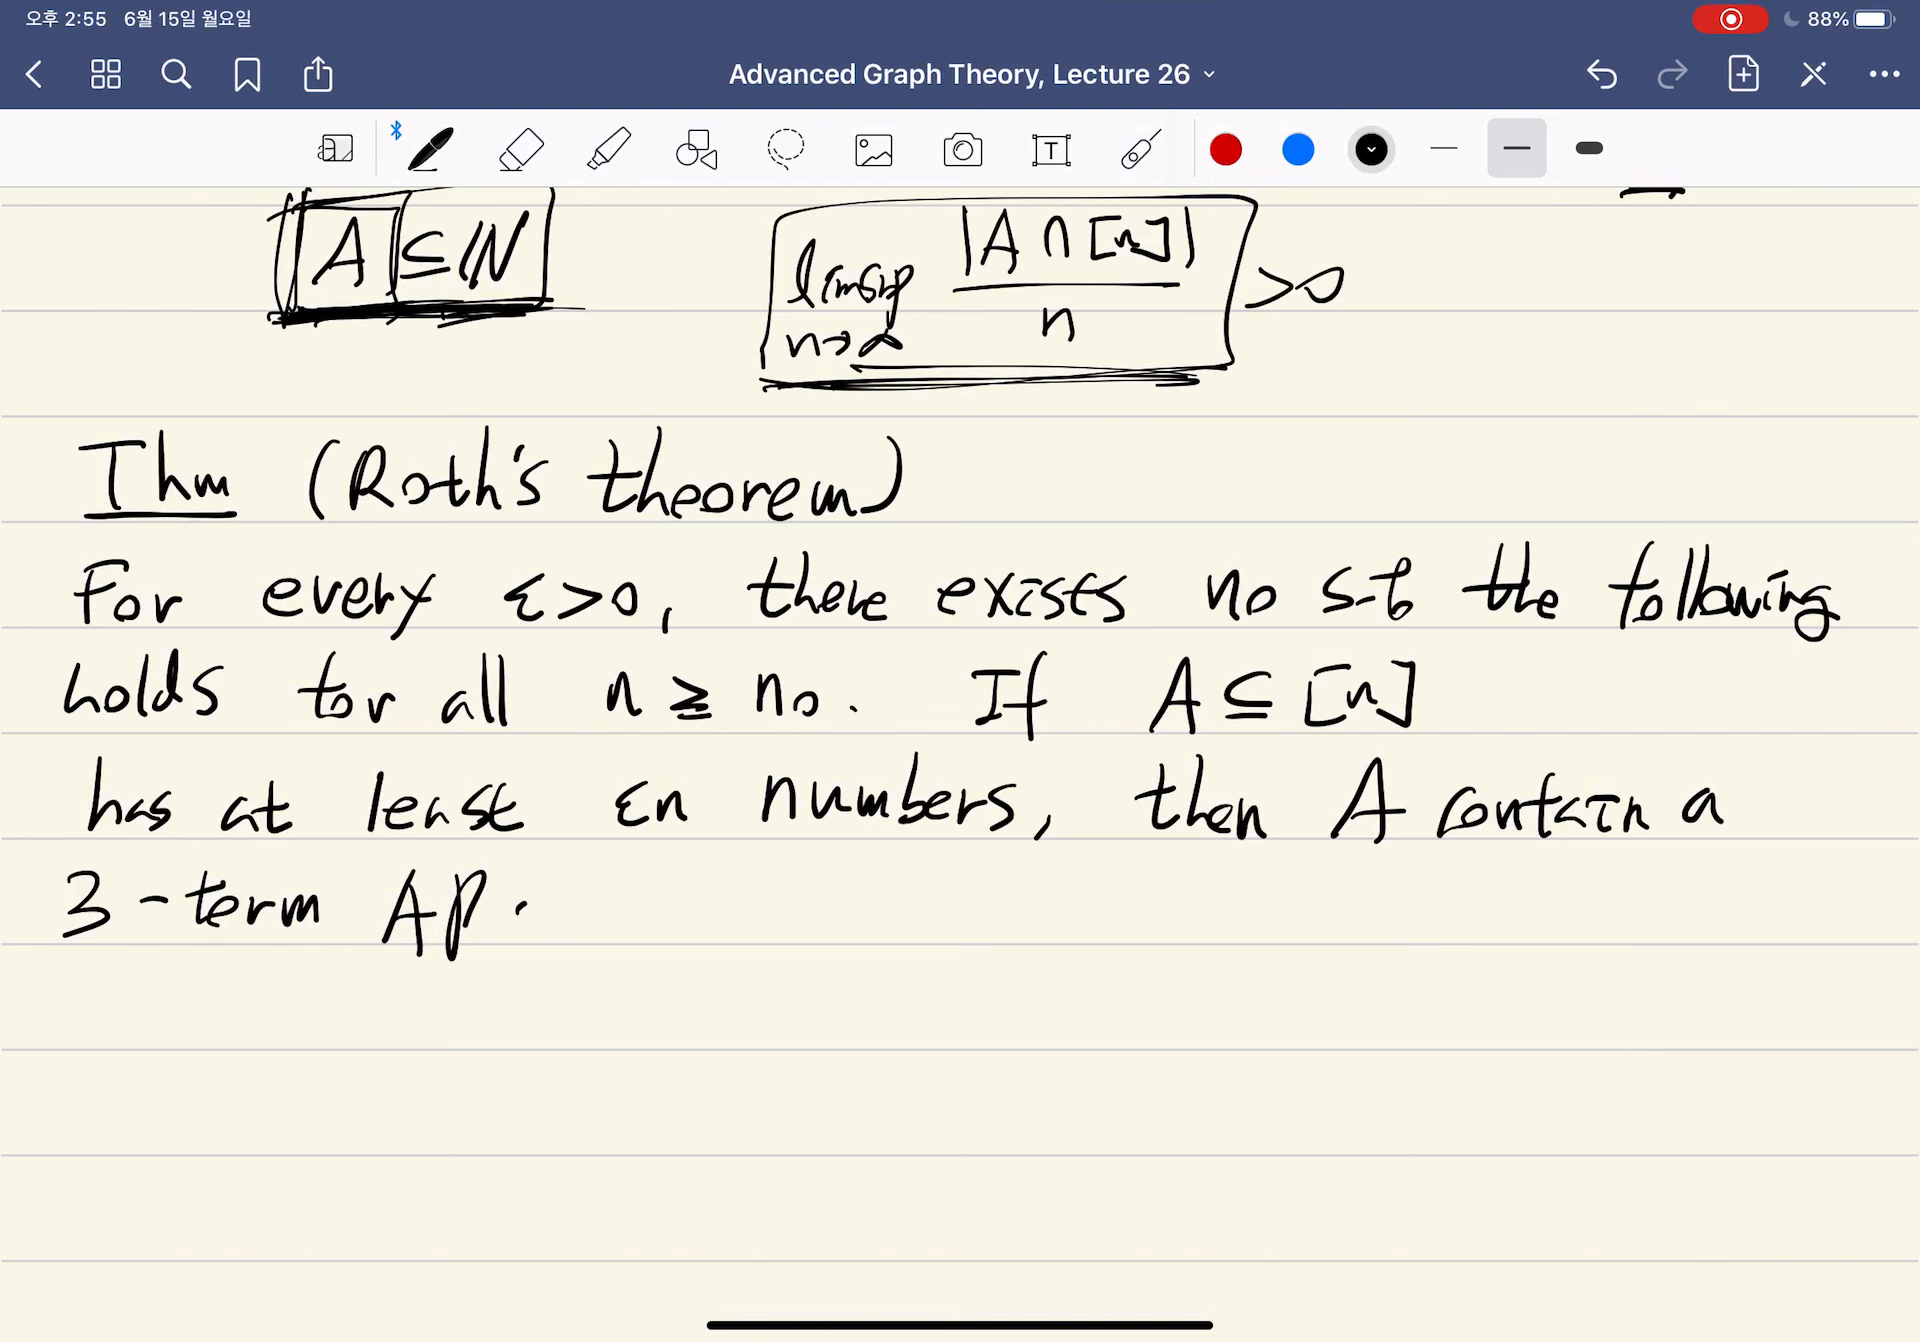 오후 2:55 6월 15일 월요일 88%
Advanced Graph Theory, Lecture 26
A ⊆ ℕ
limsup n→∞ |A ∩ [n]| / n > 0
Thm (Roth's theorem)
For every ε>0, there exists n₀ s.t the following
holds for all n ≥ n₀. If A ⊆ [n]
has at least εn numbers, then A contain a
3-term AP.